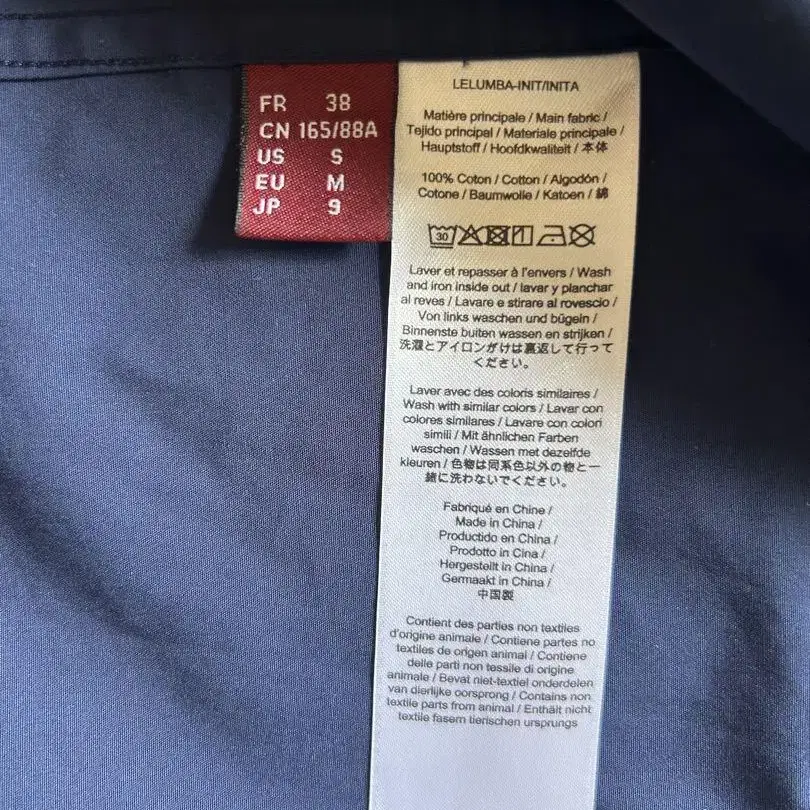 FR 38
CN 165/88A
US S
EU M
JP 9
LELUMBA-INIT/INITA
Matière principale / Main fabric /
Tejido principal / Materiale principale /
Hauptstoff / Hoofdkwaliteit / 本体
100% Coton / Cotton / Algodón /
Cotone / Baumwolle / Katoen / 綿
30
Laver et repasser à l'envers / Wash
and iron inside out / lavar y planchar
al reves / Lavare e stirare al rovescio /
Von links waschen und bügeln /
Binnenste buiten wassen en strijken /
洗濯とアイロンがけは裏返して行って
ください。
Laver avec des coloris similaires /
Wash with similar colors / Lavar con
colores similares / Lavare con colori
simili / Mit ähnlichen Farben
waschen / Wassen met dezelfde
kleuren / 色物は同系色以外の物と一
緒に洗わないでください。
Fabriqué en Chine /
Made in China /
Productido en China /
Prodotto in Cina /
Hergestellt in China /
Germaakt in China /
中国製
Contient des parties non textiles
d'origine animale / Contiene partes no
textiles de origen animal / Contiene
delle parti non tessile di origine
animale / Bevat niet-textiel onderdelen
van dierlijke oorsprong / Contains non
textile parts from animal / Enthält nicht
textile fasern tierischen ursprungs